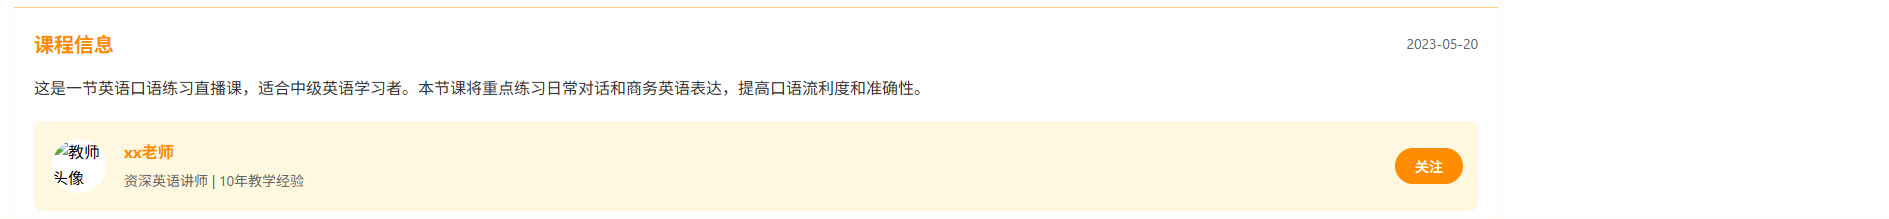 课程信息
2023-05-20
这是一节英语口语练习直播课，适合中级英语学习者。本节课将重点练习日常对话和商务英语表达，提高口语流利度和准确性。
教师
头像
xx老师
资深英语讲师 | 10年教学经验
关注